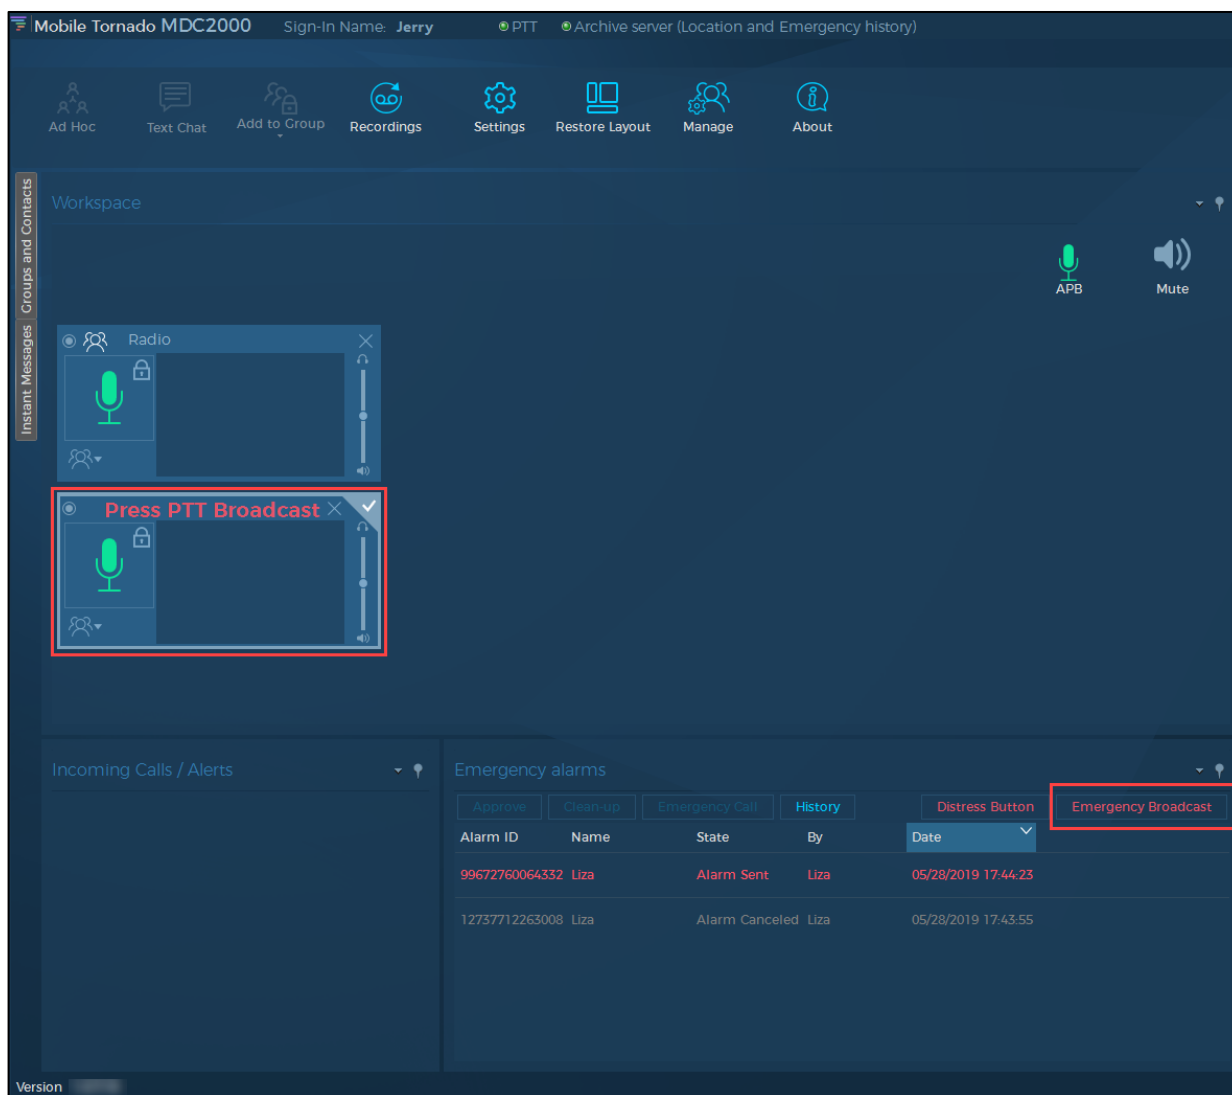 Mobile Tornado MDC2000 Sign-In Name: Jerry PTT Archive server (Location and Emergency history)
Ad Hoc Text Chat Add to Group Recordings Settings Restore Layout Manage About
Groups and Contacts
Instant Messages
Workspace
APB Mute
Radio
Press PTT Broadcast
Incoming Calls / Alerts
Emergency alarms
Approve Clean-up Emergency Call History Distress Button Emergency Broadcast
Alarm ID Name State By Date
99672760064332 Liza Alarm Sent Liza 05/28/2019 17:44:23
12737712263008 Liza Alarm Canceled Liza 05/28/2019 17:43:55
Version